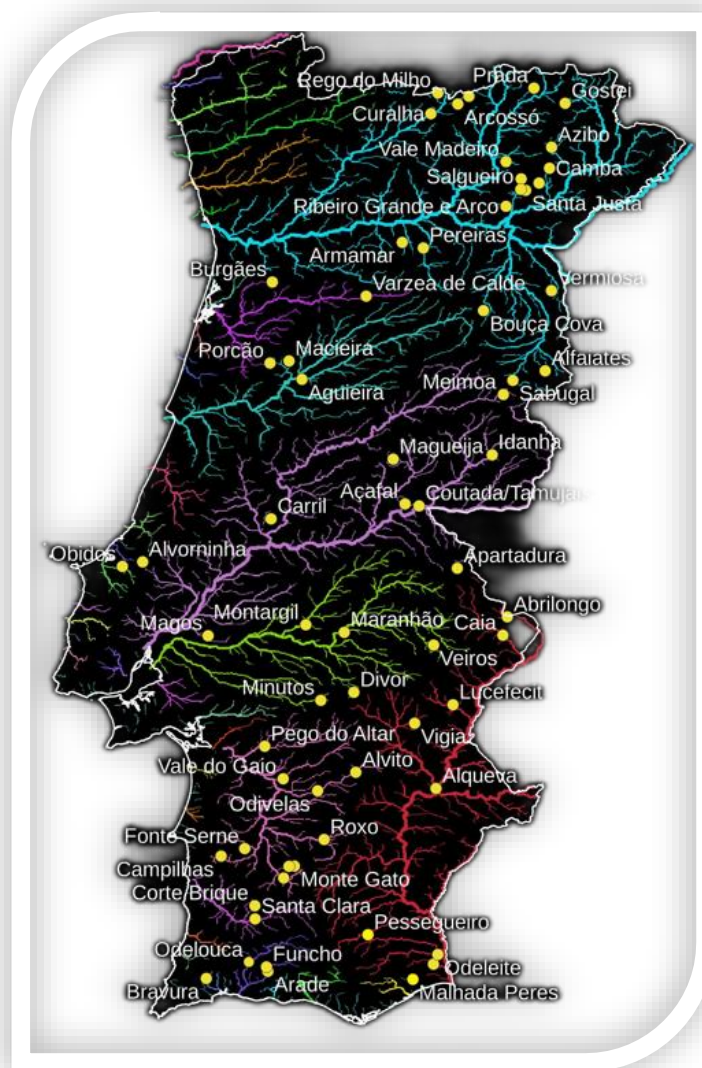 Rego do Milho
Prada
Gostei
Curalha
Arcossó
Azibo
Vale Madeiro
Camba
Salgueiro
Santa Justa
Ribeiro Grande e Arco
Pereiras
Armamar
Burgães
Varzea de Calde
Vermiosa
Bouça Cova
Porcão
Macieira
Alfaiates
Aguieira
Meimoa
Sabugal
Magueija
Idanha
Açafal
Coutada/Tamujais
Carril
Óbidos
Alvorninha
Apartadura
Montargil
Abrilongo
Magos
Maranhão
Caia
Veiros
Minutos
Divor
Lucefecit
Pego do Altar
Vigia
Vale do Gaio
Alvito
Alqueva
Odivelas
Fonte Serne
Roxo
Campilhas
Monte Gato
Corte Brique
Santa Clara
Pessegueiro
Odelouca
Funcho
Odeleite
Bravura
Arade
Malhada Peres